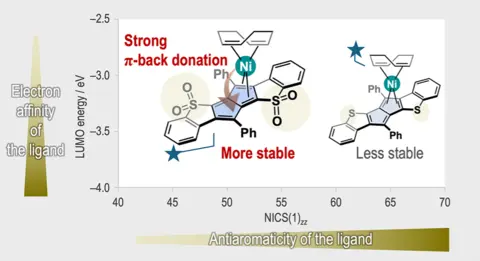 −2.5
−3.0
−3.5
−4.0
LUMO energy / eV
Electron
affinity
of
the ligand
Strong
π-back donation
Ni
Ph
S
O
O
S
O
O
Ph
More stable
Ni
Ph
S
S
Ph
Less stable
40
45
50
55
60
65
70
NICS(1)zz
Antiaromaticity of the ligand